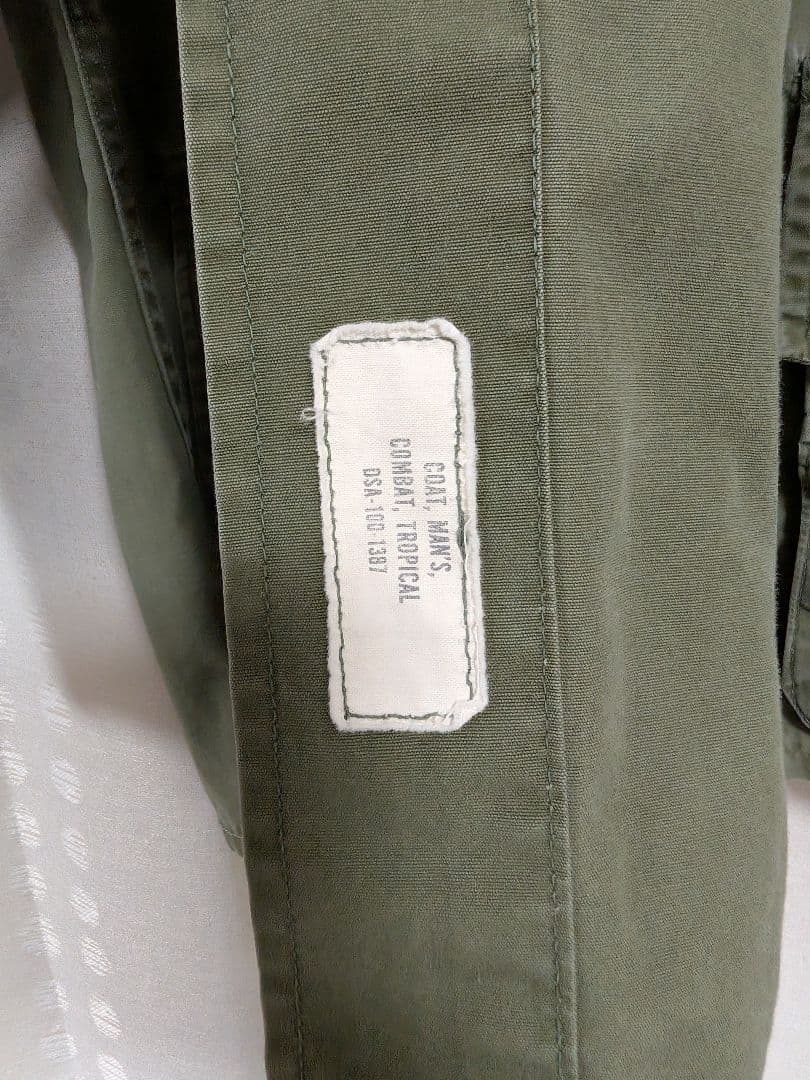 COAT, MAN'S,
COMBAT, TROPICAL
DSA-100-1387